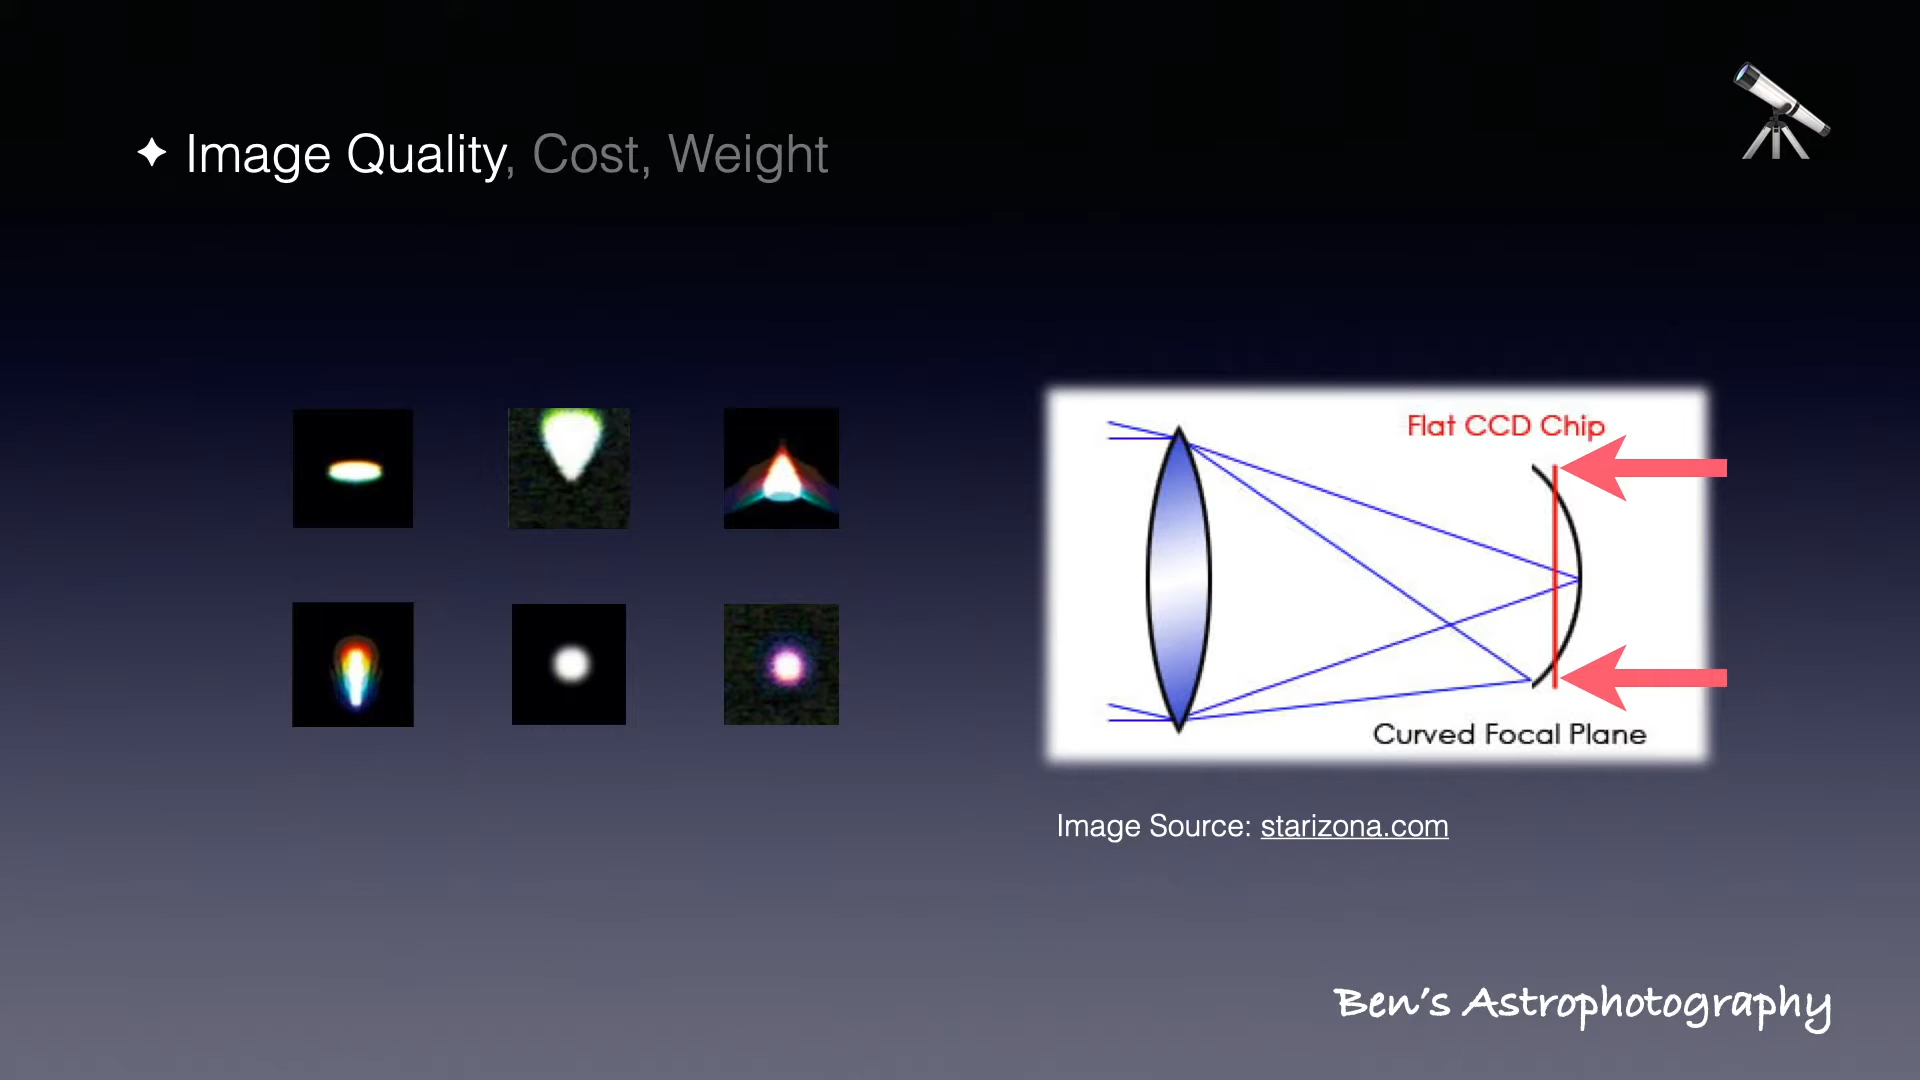 Image Quality, Cost, Weight
Flat CCD Chip
Curved Focal Plane
Image Source: starizona.com
Ben's Astrophotography